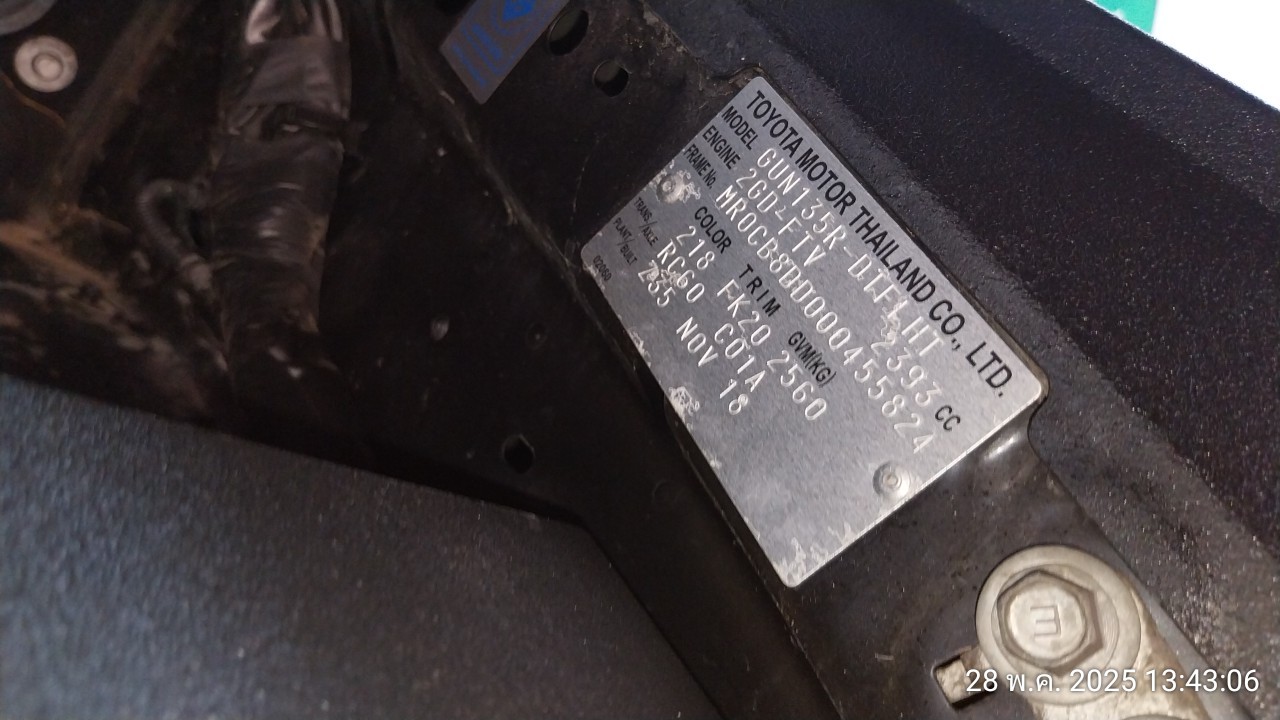 TOYOTA MOTOR THAILAND CO., LTD.
MODEL GUN135R-DTFLHT
ENGINE 2GD-FTV 2393 CC
FRAME No. MR0CB8DD000455824
COLOR TRIM GVM(KG)
218 FK20 2560
TRANS/AXLE RC60 C01A
PLANT/BUILT 235 NOV 18
02060
28 พ.ค. 2025 13:43:06